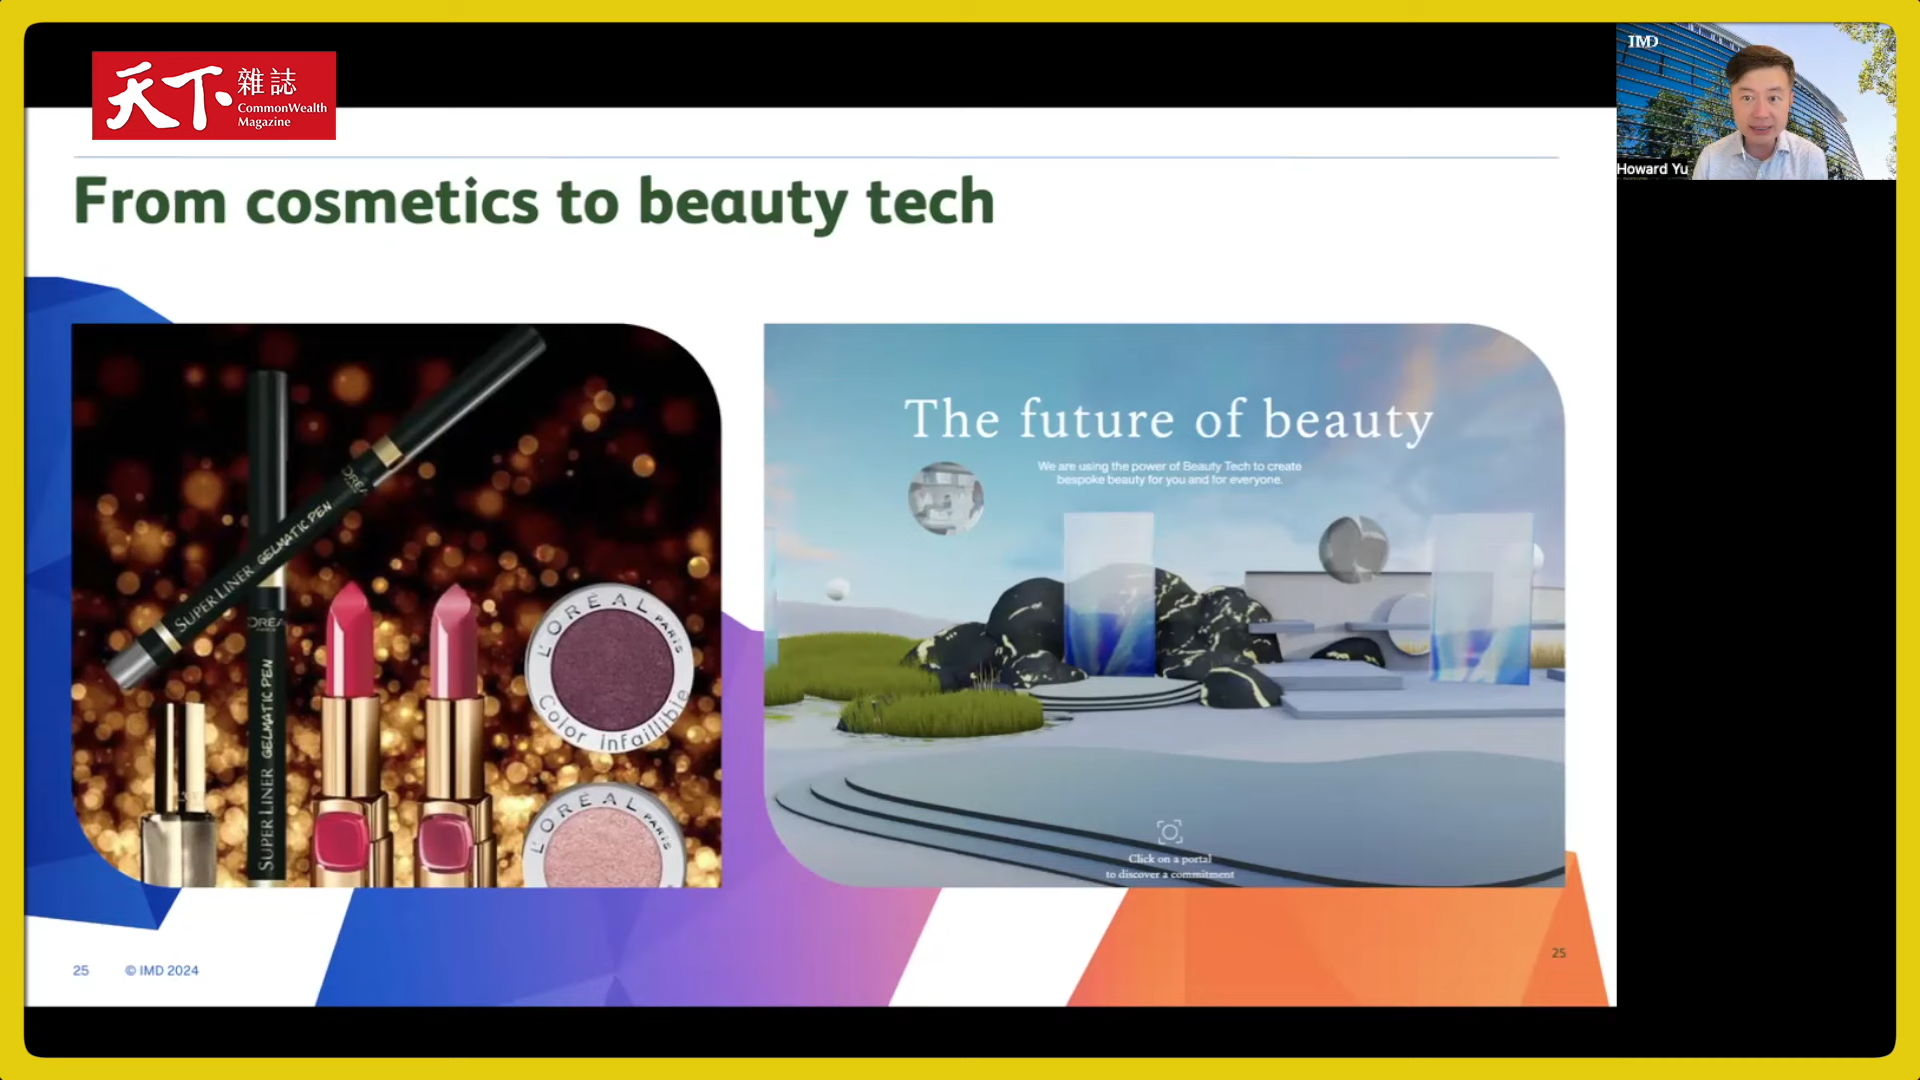 天下 雜誌
CommonWealth
Magazine
IMD
Howard Yu
From cosmetics to beauty tech
SUPER LINER GELMATIC PEN
SUPER LINER GELMATIC PEN
L'ORÉAL PARIS
Color Infaillible
L'ORÉAL PARIS
The future of beauty
We are using the power of Beauty Tech to create
bespoke beauty for you and for everyone.
Click on a portal
to discover a commitment
25 © IMD 2024
25